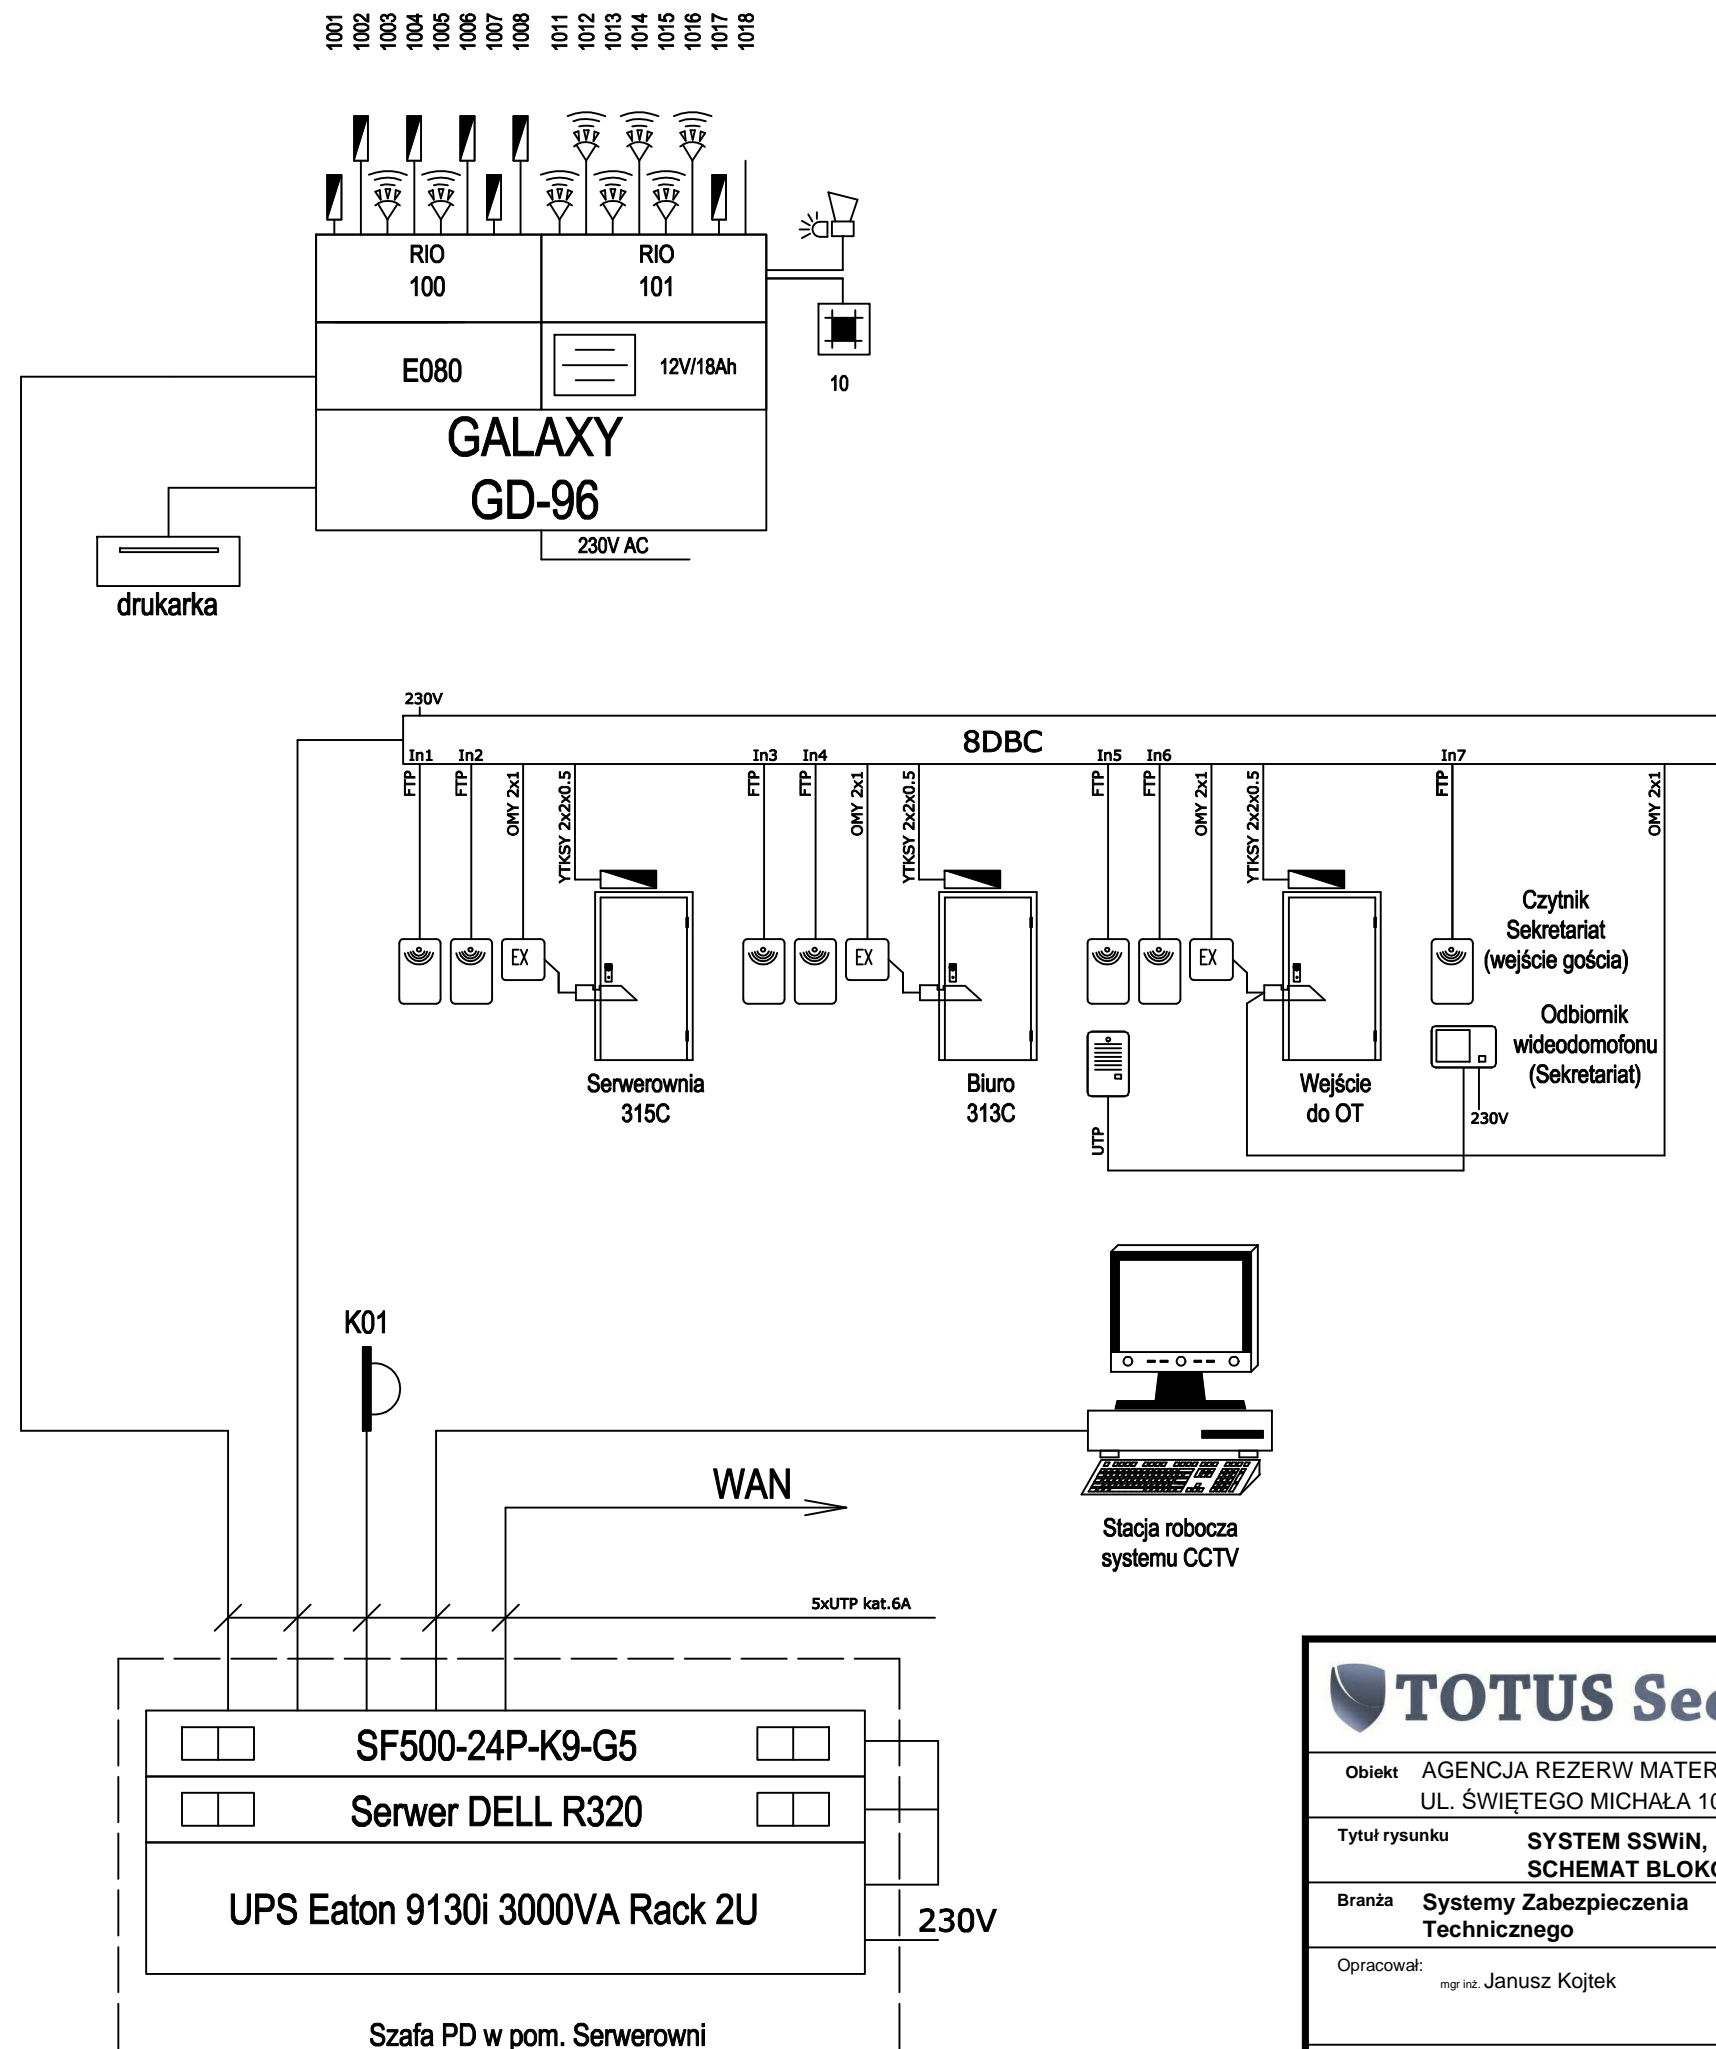 1001 1002 1003 1004 1005 1006 1007 1008 1011 1012 1013 1014 1015 1016 1017 1018
RIO
100
RIO
101
E080
12V/18Ah
10
GALAXY
GD-96
230V AC
drukarka
230V
8DBC
In1 In2 In3 In4 In5 In6 In7
FTP FTP OMY 2x1 YTKSY 2x2x0.5 FTP FTP OMY 2x1 YTKSY 2x2x0.5 FTP FTP OMY 2x1 YTKSY 2x2x0.5 FTP OMY 2x1
EX EX EX
Czytnik
Sekretariat
(wejście gościa)
Odbiornik
wideodomofonu
(Sekretariat)
230V
Serwerownia
315C
Biuro
313C
Wejście
do OT
UTP
K01
WAN
Stacja robocza
systemu CCTV
5xUTP kat.6A
SF500-24P-K9-G5
Serwer DELL R320
UPS Eaton 9130i 3000VA Rack 2U
230V
Szafa PD w pom. Serwerowni
TOTUS Sec
Obiekt AGENCJA REZERW MATER
UL. ŚWIĘTEGO MICHAŁA 10
Tytuł rysunku SYSTEM SSWiN,
SCHEMAT BLOKO
Branża Systemy Zabezpieczenia
Technicznego
Opracował:
mgr inż. Janusz Kojtek